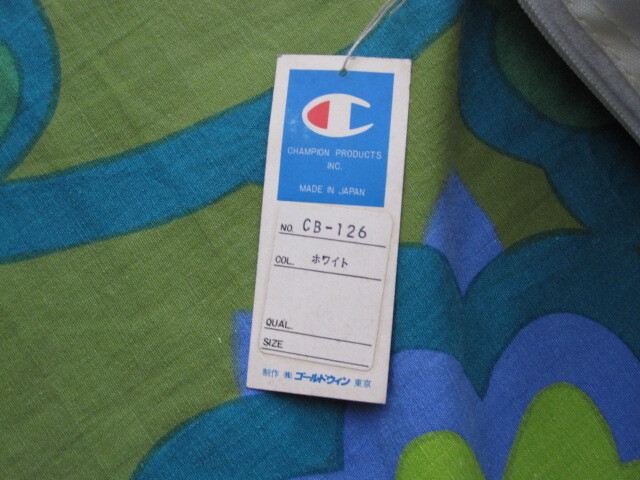 CHAMPION PRODUCTS
INC.
MADE IN JAPAN
NO. CB-126
COL. ホワイト
QUAL.
SIZE
制作 ㈱ ゴールドウィン 東京